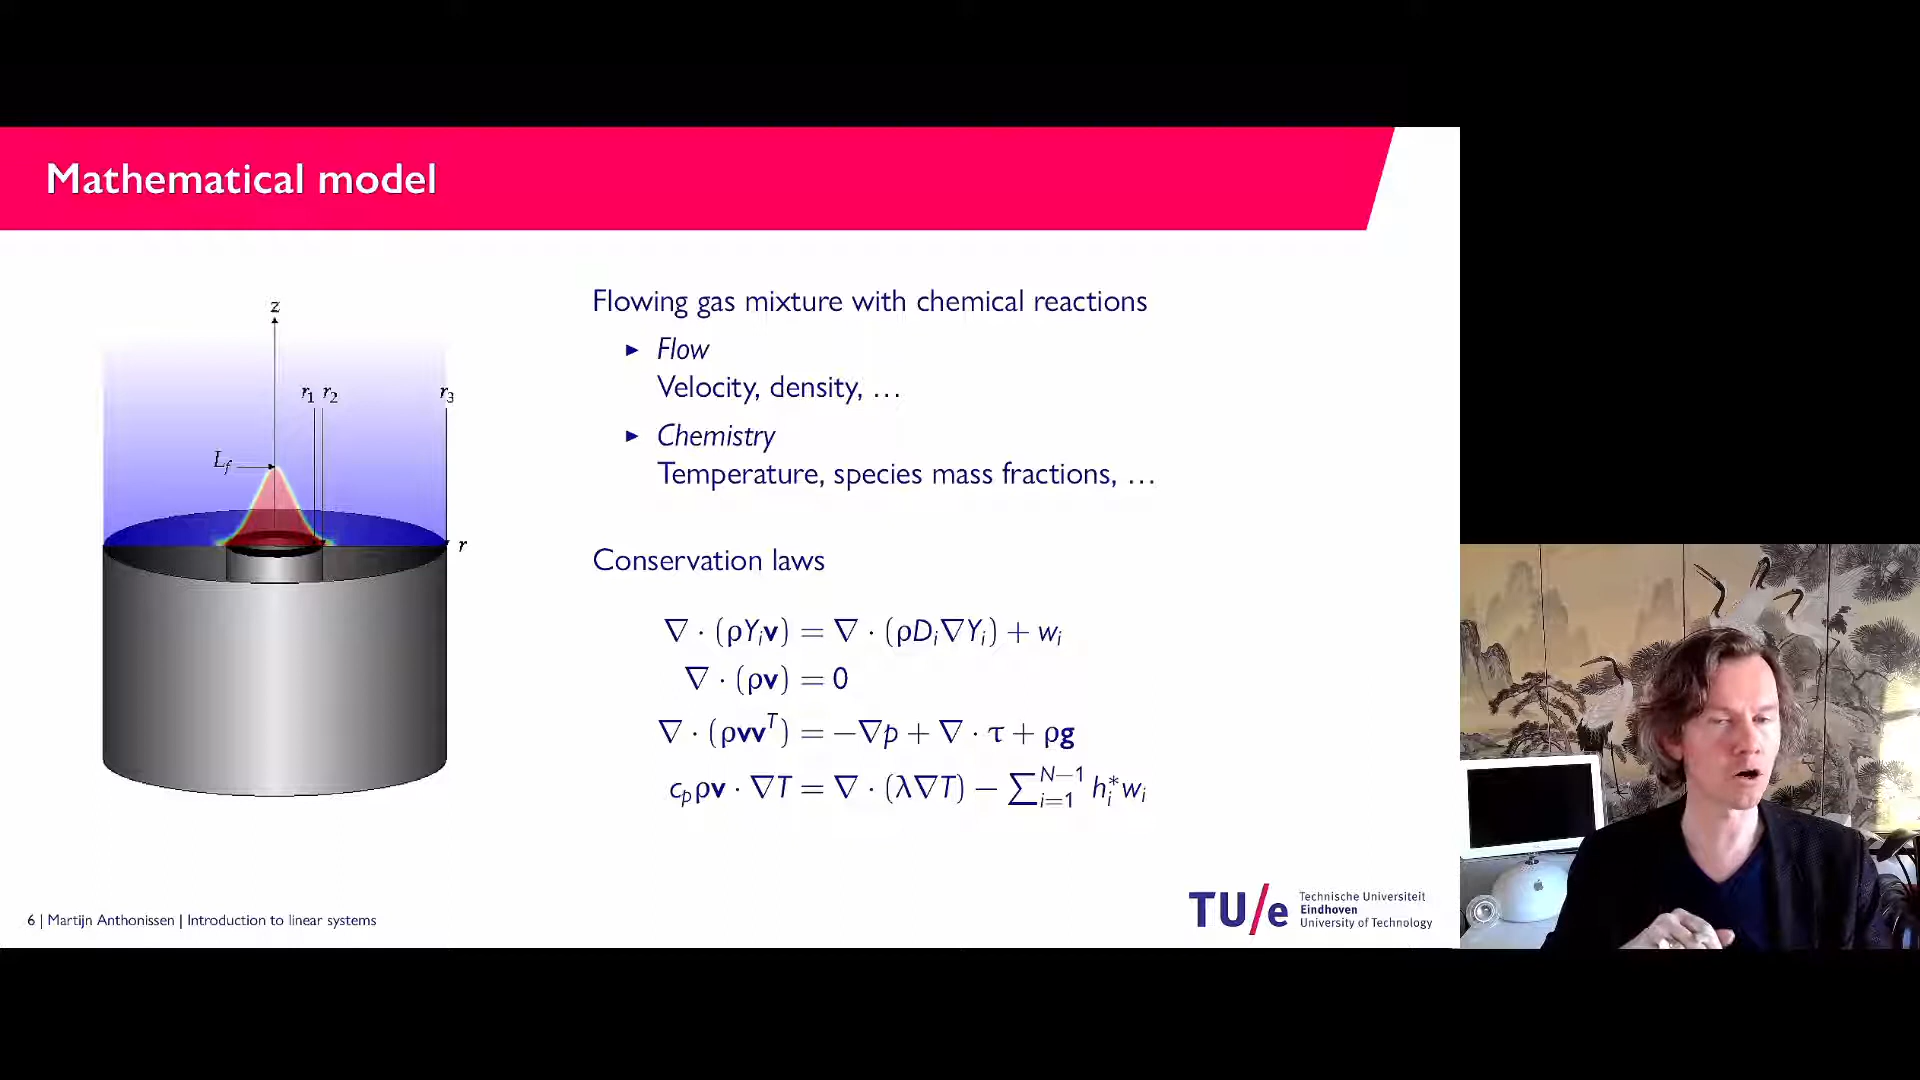 Mathematical model
z
r1 r2
r3
Lf
r
Flowing gas mixture with chemical reactions
▸ Flow
Velocity, density, …
▸ Chemistry
Temperature, species mass fractions, …
Conservation laws
∇ · (ρYᵢv) = ∇ · (ρDᵢ∇Yᵢ) + wᵢ
∇ · (ρv) = 0
∇ · (ρvvᵀ) = −∇p + ∇ · τ + ρg
cₚρv · ∇T = ∇ · (λ∇T) − ∑ᵢ₌₁ᴺ⁻¹ hᵢ*wᵢ
6 | Martijn Anthonissen | Introduction to linear systems
TU/e
Technische Universiteit
Eindhoven
University of Technology